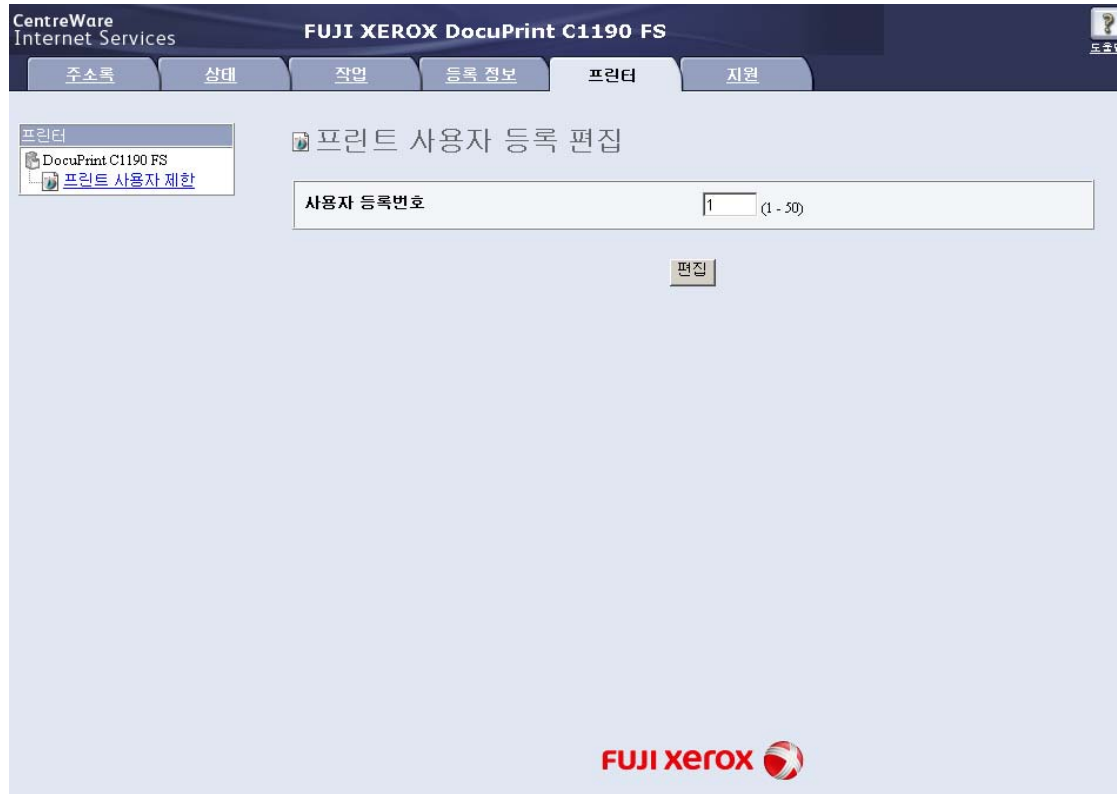 CentreWare
Internet Services
FUJI XEROX DocuPrint C1190 FS
주소록 상태 작업 등록 정보 프린터 지원
프린터
DocuPrint C1190 FS
프린트 사용자 제한
프린트 사용자 등록 편집
사용자 등록번호 1 (1 - 50)
편집
FUJI xerox